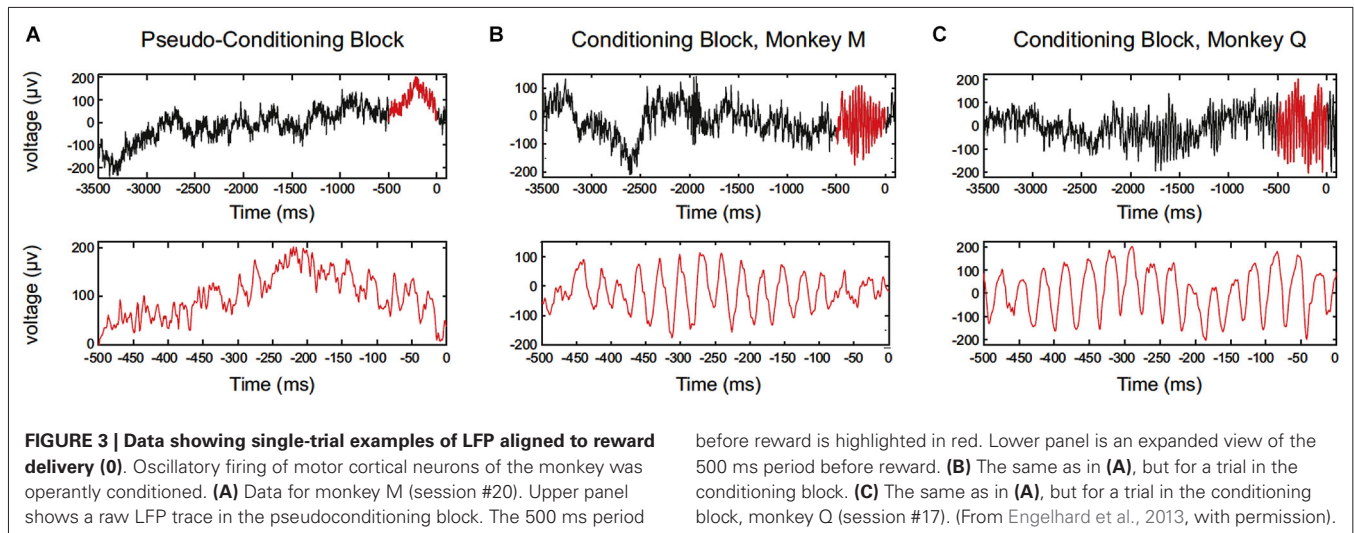 A
Pseudo-Conditioning Block
B
Conditioning Block, Monkey M
C
Conditioning Block, Monkey Q
voltage (μv)
200
100
0
-100
-200
-3500 -3000 -2500 -2000 -1500 -1000 -500 0
Time (ms)
100
0
-100
-200
-3500 -3000 -2500 -2000 -1500 -1000 -500 0
Time (ms)
200
100
0
-100
-200
-3500 -3000 -2500 -2000 -1500 -1000 -500 0
Time (ms)
voltage (μv)
200
100
0
-500 -450 -400 -350 -300 -250 -200 -150 -100 -50 0
Time (ms)
100
0
-100
-200
-500 -450 -400 -350 -300 -250 -200 -150 -100 -50 0
Time (ms)
200
100
0
-100
-200
-500 -450 -400 -350 -300 -250 -200 -150 -100 -50 0
Time (ms)
FIGURE 3 | Data showing single-trial examples of LFP aligned to reward
delivery (0). Oscillatory firing of motor cortical neurons of the monkey was
operantly conditioned. (A) Data for monkey M (session #20). Upper panel
shows a raw LFP trace in the pseudoconditioning block. The 500 ms period
before reward is highlighted in red. Lower panel is an expanded view of the
500 ms period before reward. (B) The same as in (A), but for a trial in the
conditioning block. (C) The same as in (A), but for a trial in the conditioning
block, monkey Q (session #17). (From Engelhard et al., 2013, with permission).